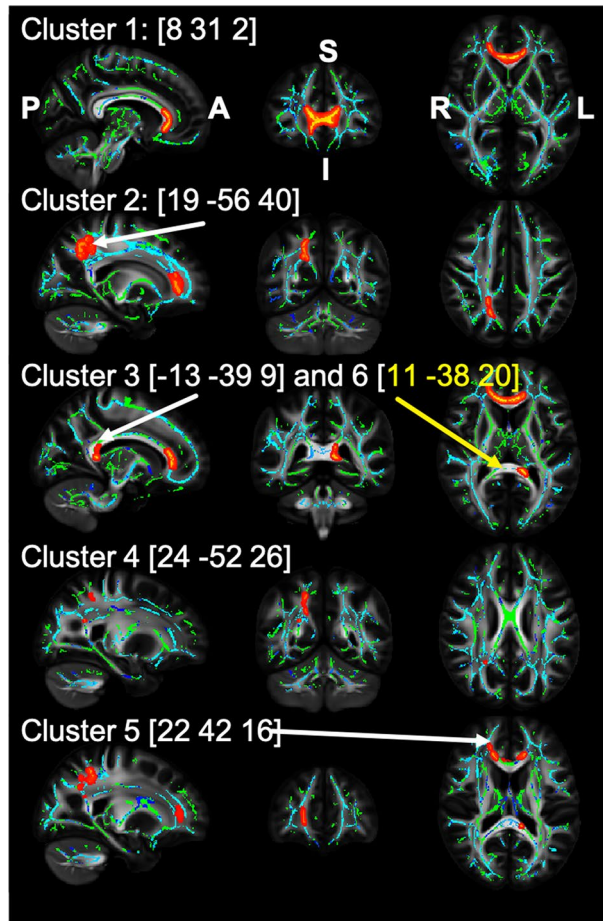 Cluster 1: [8 31 2]
S
P A R L
I
Cluster 2: [19 -56 40]
Cluster 3 [-13 -39 9] and 6 [11 -38 20]
Cluster 4 [24 -52 26]
Cluster 5 [22 42 16]